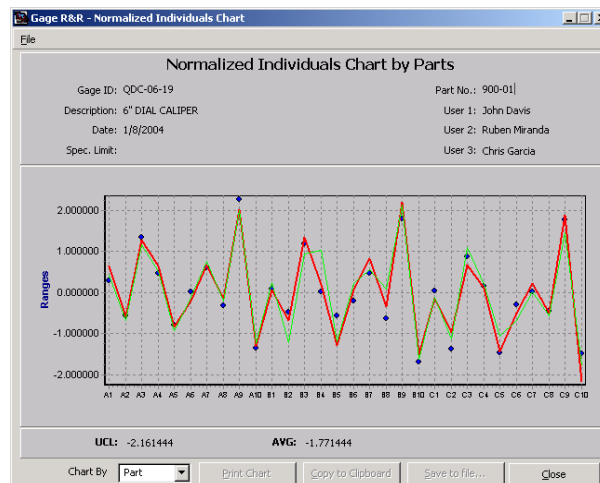 Gage R&R - Normalized Individuals Chart
File
Normalized Individuals Chart by Parts
Gage ID: QDC-06-19
Part No.: 900-01
Description: 6" DIAL CALIPER
User 1: John Davis
Date: 1/8/2004
User 2: Ruben Miranda
Spec. Limit:
User 3: Chris Garcia
Ranges
2.000000
1.000000
0.000000
-1.000000
-2.000000
A1 A2 A3 A4 A5 A6 A7 A8 A9 A10 B1 B2 B3 B4 B5 B6 B7 B8 B9 B10 C1 C2 C3 C4 C5 C6 C7 C8 C9 C10
UCL: -2.161444 AVG: -1.771444
Chart By Part Print Chart Copy to Clipboard Save to file... Close